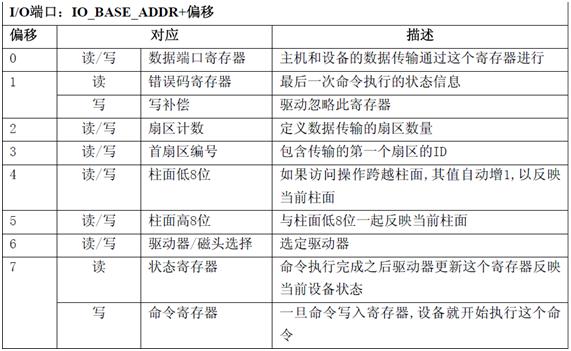 I/O端口: IO_BASE_ADDR+偏移
偏移 对应 描述
0 读/写 数据端口寄存器 主机和设备的数据传输通过这个寄存器进行
1 读 错误码寄存器 最后一次命令执行的状态信息
写 写补偿 驱动忽略此寄存器
2 读/写 扇区计数 定义数据传输的扇区数量
3 读/写 首扇区编号 包含传输的第一个扇区的ID
4 读/写 柱面低8位 如果访问操作跨越柱面,其值自动增1,以反映
当前柱面
5 读/写 柱面高8位 与柱面低8位一起反映当前柱面
6 读/写 驱动器/磁头选择 选定驱动器
7 读 状态寄存器 命令执行完成之后驱动器更新这个寄存器反映
当前设备状态
写 命令寄存器 一旦命令写入寄存器,设备就开始执行这个命
令